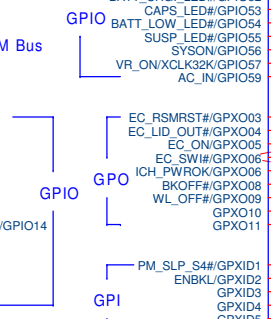 CAPS_LED#/GPIO53
GPIO
BATT_LOW_LED#/GPIO54
SUSP_LED#/GPIO55
M Bus
SYSON/GPIO56
VR_ON/XCLK32K/GPIO57
AC_IN/GPIO59
EC_RSMRST#/GPXO03
EC_LID_OUT#/GPXO04
EC_ON/GPXO05
EC_SWI#/GPXO06
ICH_PWROK/GPXO06
GPO
BKOFF#/GPXO08
GPIO
WL_OFF#/GPXO09
GPXO10
/GPIO14
GPXO11
PM_SLP_S4#/GPXID1
ENBKL/GPXID2
GPXID3
GPI
GPXID4
GPXID5